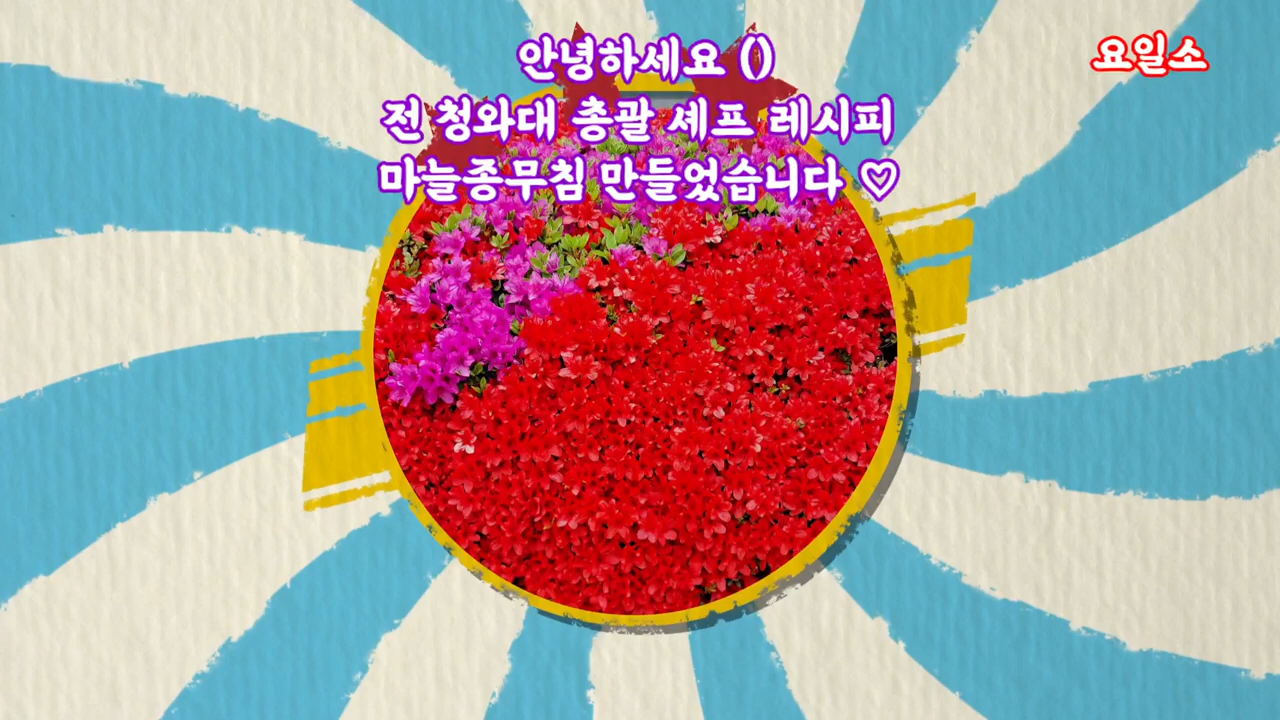 안녕하세요 ()
전 청와대 총괄 셰프 레시피
마늘종무침 만들었습니다 ♡
요일소